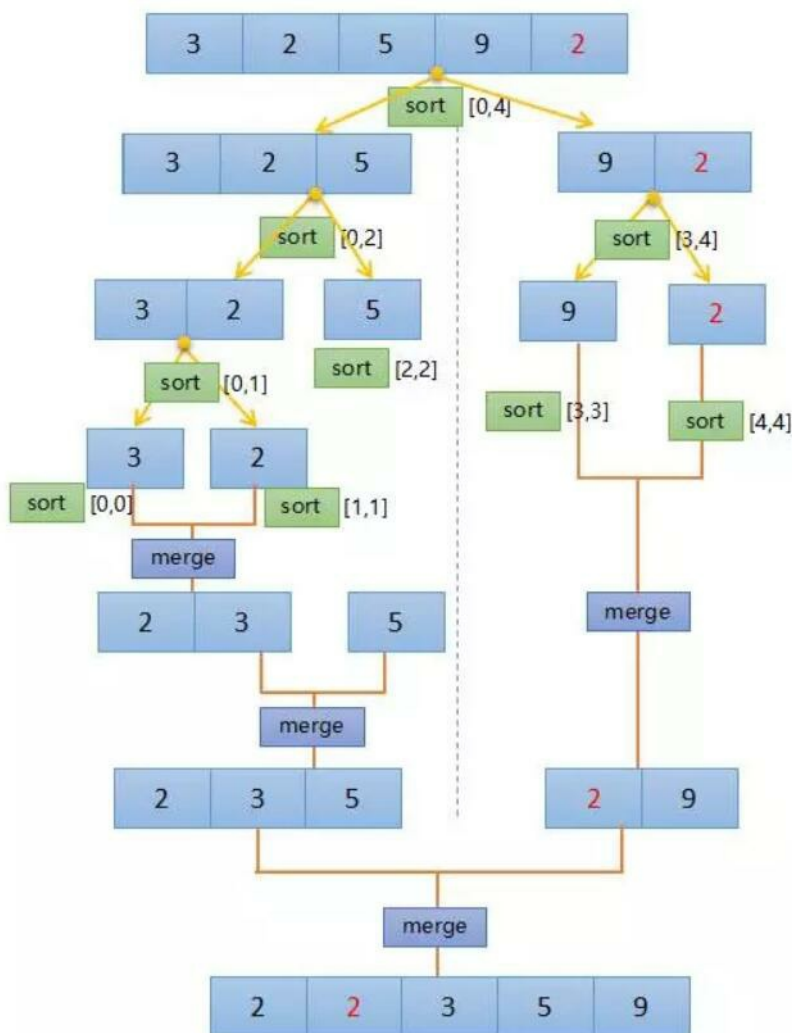 3 2 5 9 2
sort [0,4]
3 2 5
9 2
sort [0,2]
sort [3,4]
3 2
5
9
2
sort [0,1]
sort [2,2]
sort [3,3]
sort [4,4]
3
2
sort [0,0]
sort [1,1]
merge
2 3
5
merge
merge
2 3 5
2 9
merge
2 2 3 5 9